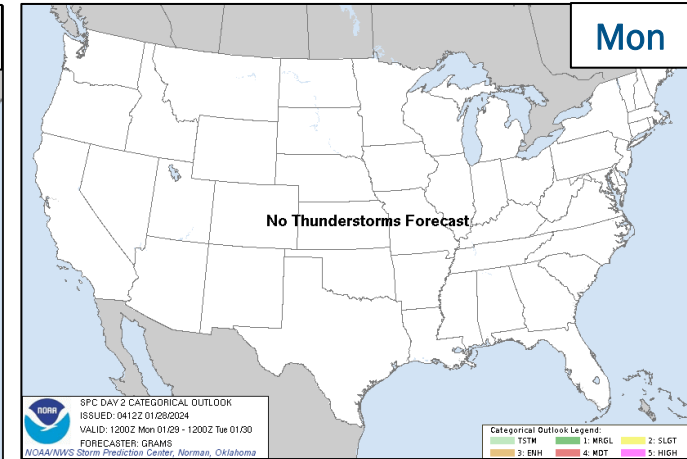 Mon
No Thunderstorms Forecast
NOAA
SPC DAY 2 CATEGORICAL OUTLOOK
ISSUED: 0412Z 01/28/2024
VALID: 1200Z Mon 01/29 - 1200Z Tue 01/30
FORECASTER: GRAMS
NOAA/NWS Storm Prediction Center, Norman, Oklahoma
Categorical Outlook Legend:
TSTM 1: MRGL 2: SLGT
3: ENH 4: MDT 5: HIGH